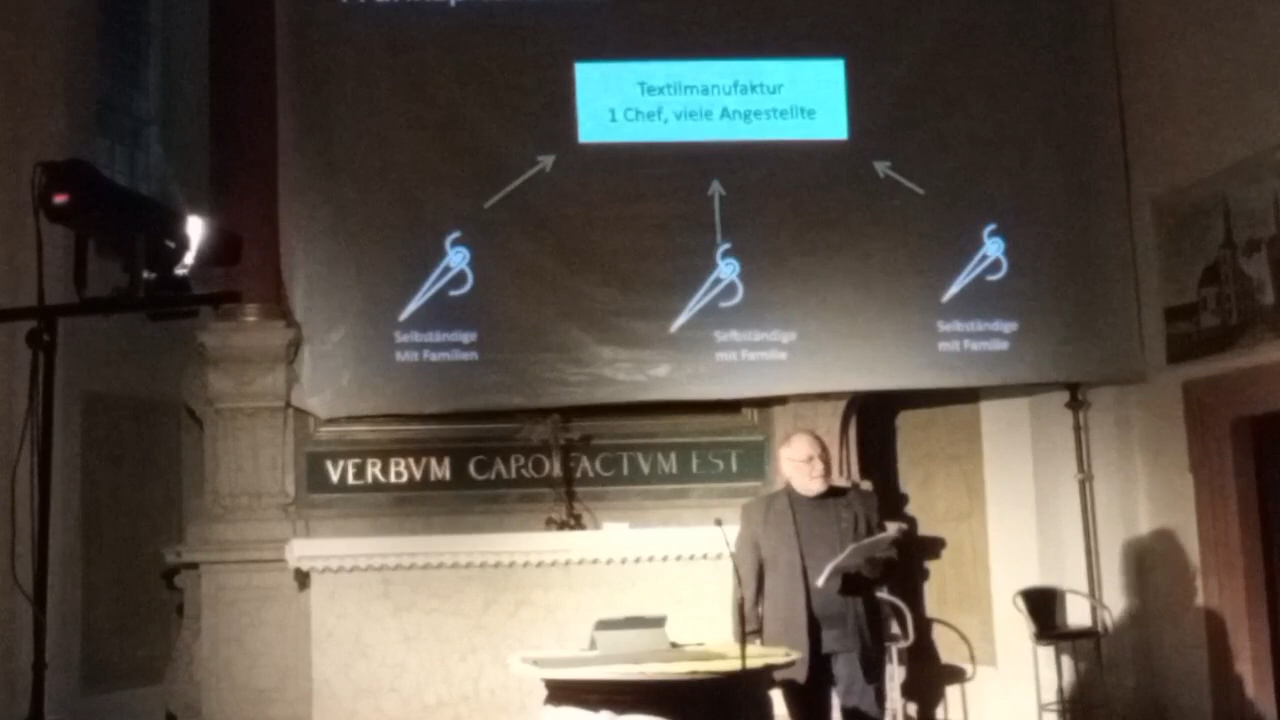 Textilmanufaktur
1 Chef, viele Angestellte
Selbständige
Mit Familien
Selbständige
mit Familie
Selbständige
mit Familie
VERBVM CARO FACTVM EST